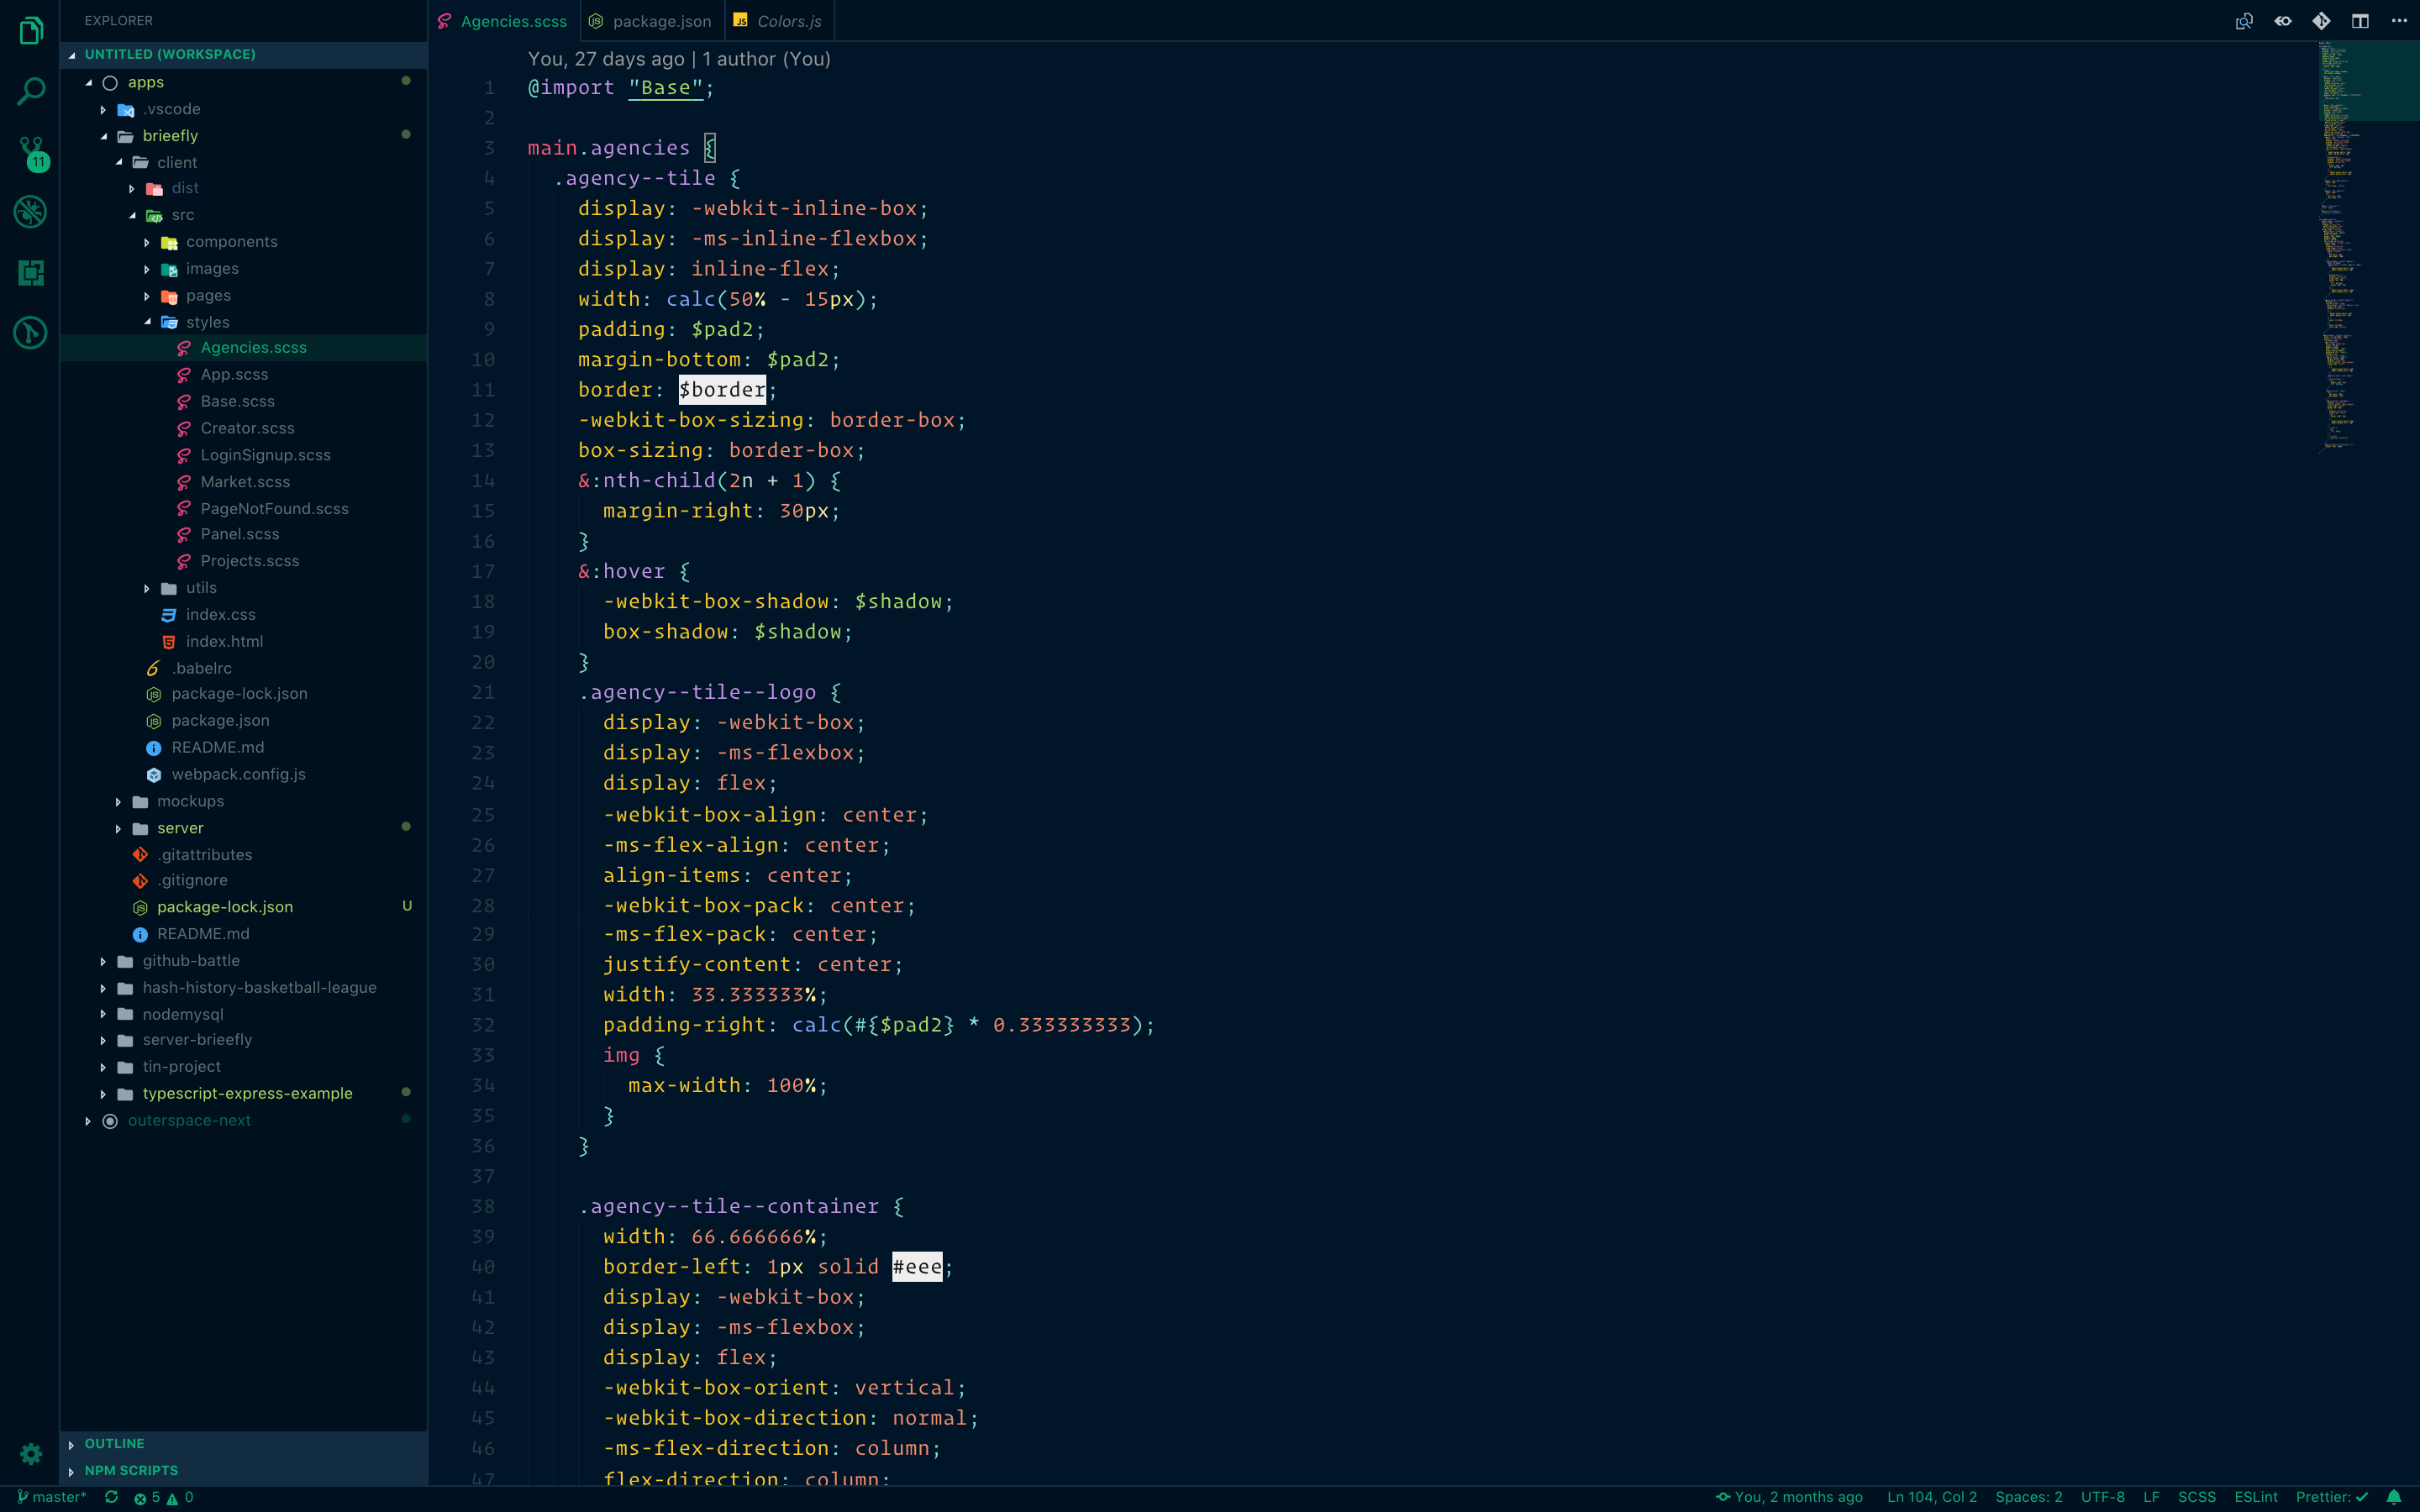 EXPLORER
UNTITLED (WORKSPACE)
apps
.vscode
brieefly
client
dist
src
components
images
pages
styles
Agencies.scss
App.scss
Base.scss
Creator.scss
LoginSignup.scss
Market.scss
PageNotFound.scss
Panel.scss
Projects.scss
utils
index.css
index.html
.babelrc
package-lock.json
package.json
README.md
webpack.config.js
mockups
server
.gitattributes
.gitignore
package-lock.json U
README.md
github-battle
hash-history-basketball-league
nodemysql
server-brieefly
tin-project
typescript-express-example
outerspace-next
OUTLINE
NPM SCRIPTS
11
Agencies.scss package.json JS Colors.js
You, 27 days ago | 1 author (You)
1 @import "Base";
2
3 main.agencies {
4 .agency--tile {
5 display: -webkit-inline-box;
6 display: -ms-inline-flexbox;
7 display: inline-flex;
8 width: calc(50% - 15px);
9 padding: $pad2;
10 margin-bottom: $pad2;
11 border: $border;
12 -webkit-box-sizing: border-box;
13 box-sizing: border-box;
14 &:nth-child(2n + 1) {
15 margin-right: 30px;
16 }
17 &:hover {
18 -webkit-box-shadow: $shadow;
19 box-shadow: $shadow;
20 }
21 .agency--tile--logo {
22 display: -webkit-box;
23 display: -ms-flexbox;
24 display: flex;
25 -webkit-box-align: center;
26 -ms-flex-align: center;
27 align-items: center;
28 -webkit-box-pack: center;
29 -ms-flex-pack: center;
30 justify-content: center;
31 width: 33.333333%;
32 padding-right: calc(#{$pad2} * 0.333333333);
33 img {
34 max-width: 100%;
35 }
36 }
37
38 .agency--tile--container {
39 width: 66.666666%;
40 border-left: 1px solid #eee;
41 display: -webkit-box;
42 display: -ms-flexbox;
43 display: flex;
44 -webkit-box-orient: vertical;
45 -webkit-box-direction: normal;
46 -ms-flex-direction: column;
47 flex-direction: column;
master* 5 0 You, 2 months ago Ln 104, Col 2 Spaces: 2 UTF-8 LF SCSS ESLint Prettier: ✓